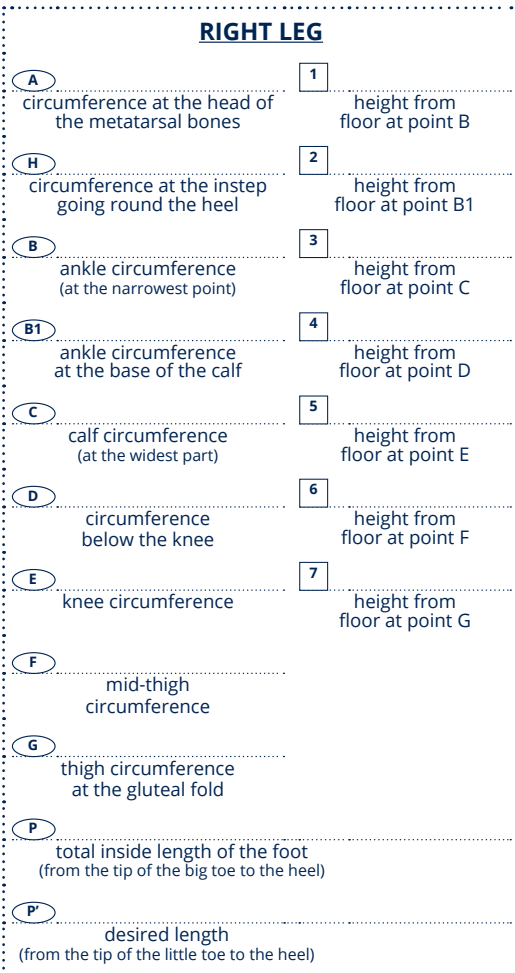 RIGHT LEG
A
circumference at the head of
the metatarsal bones
1
height from
floor at point B
H
circumference at the instep
going round the heel
2
height from
floor at point B1
B
ankle circumference
(at the narrowest point)
3
height from
floor at point C
B1
ankle circumference
at the base of the calf
4
height from
floor at point D
C
calf circumference
(at the widest part)
5
height from
floor at point E
D
circumference
below the knee
6
height from
floor at point F
E
knee circumference
7
height from
floor at point G
F
mid-thigh
circumference
G
thigh circumference
at the gluteal fold
P
total inside length of the foot
(from the tip of the big toe to the heel)
P'
desired length
(from the tip of the little toe to the heel)